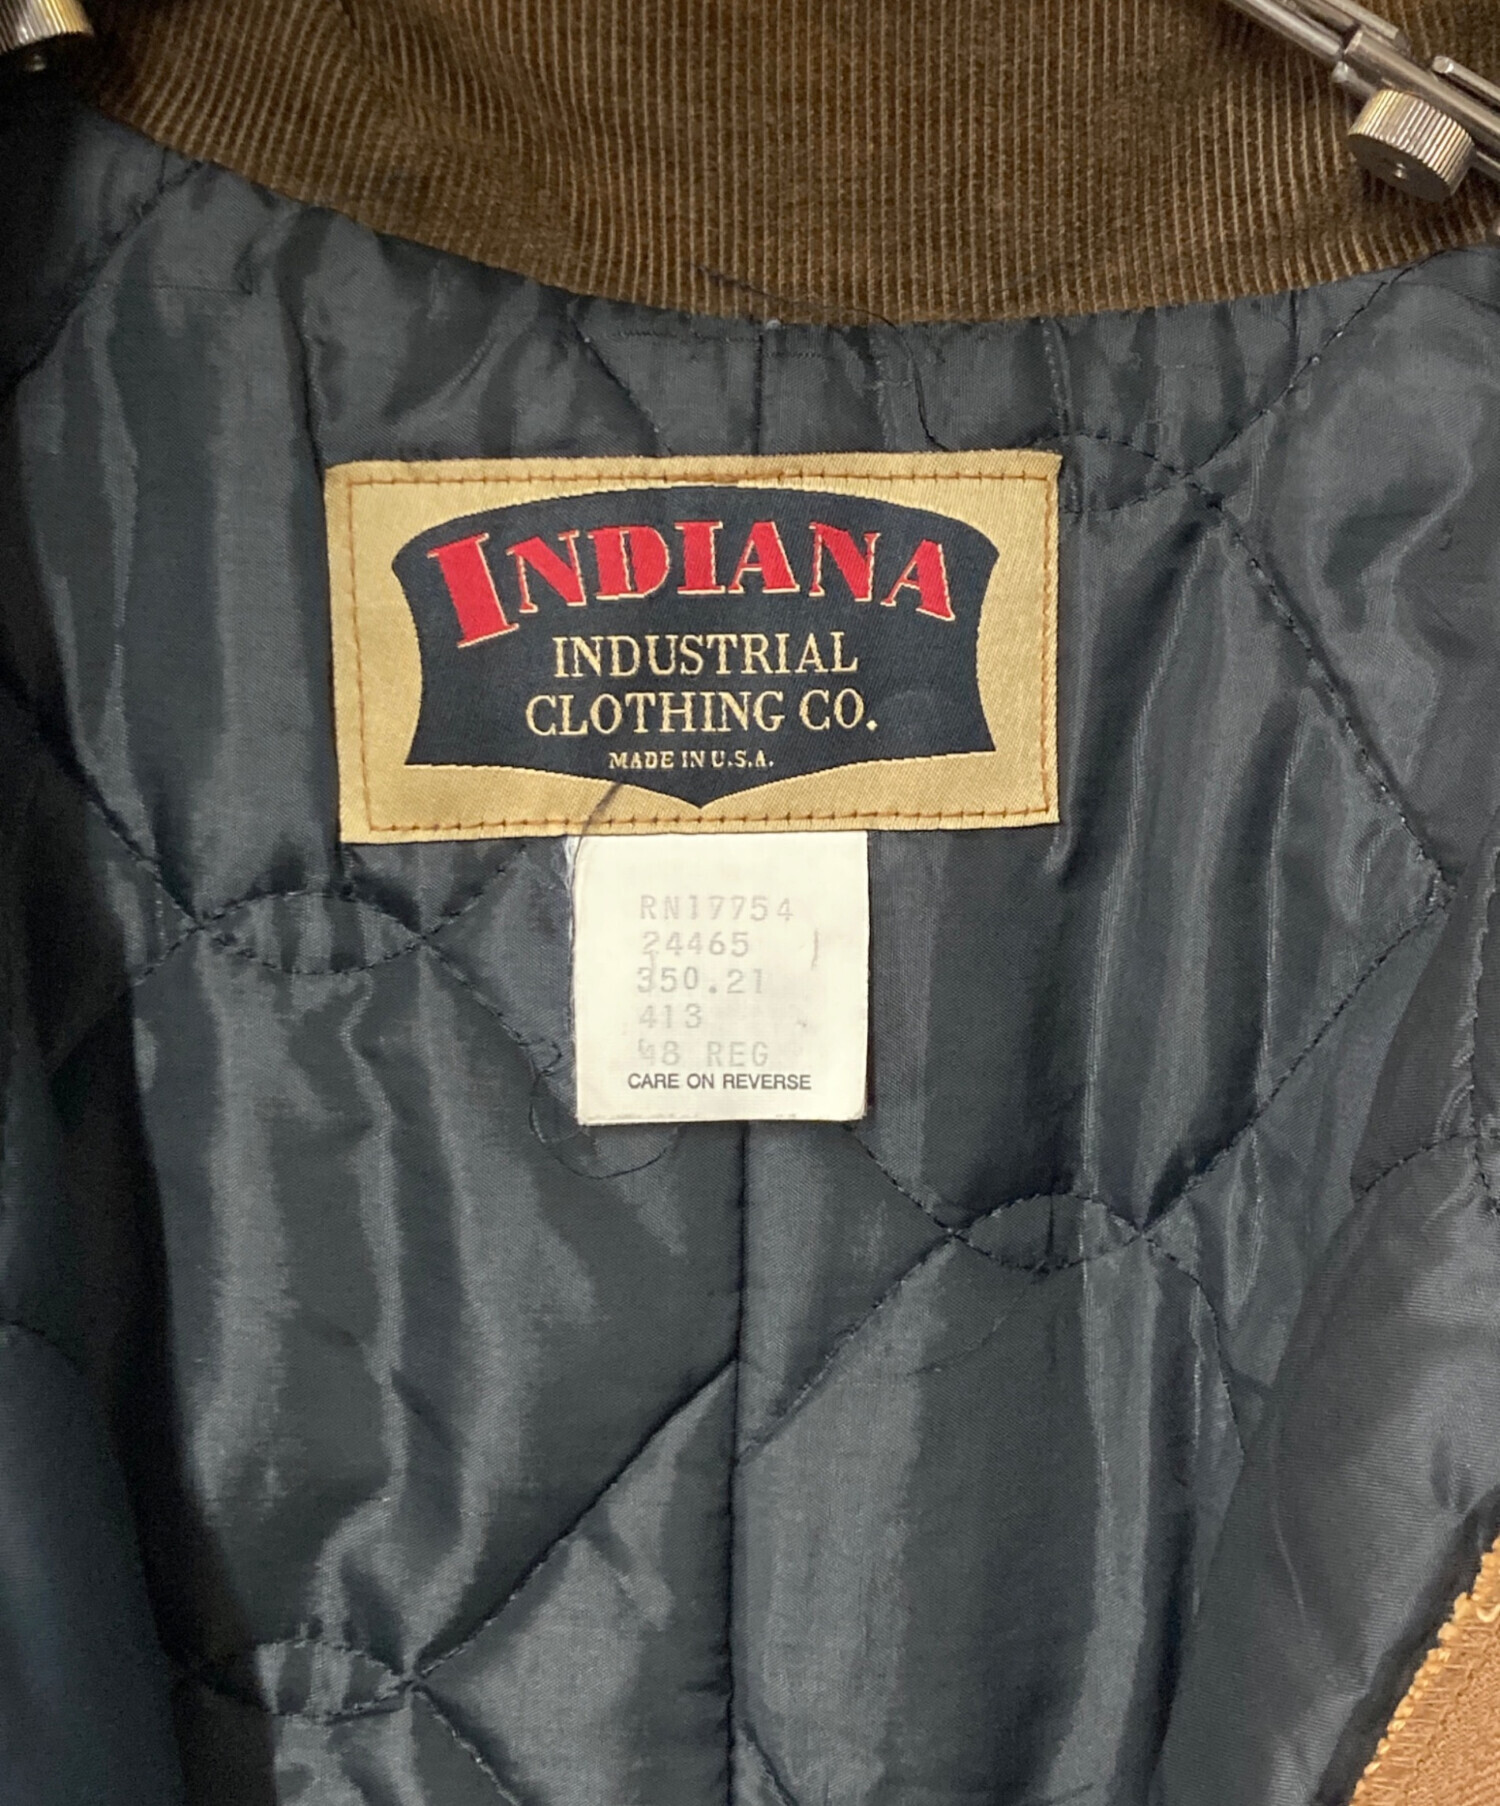 INDIANA
INDUSTRIAL
CLOTHING CO.
MADE IN U.S.A.
RN17754
24465
350.21
413
48 REG
CARE ON REVERSE